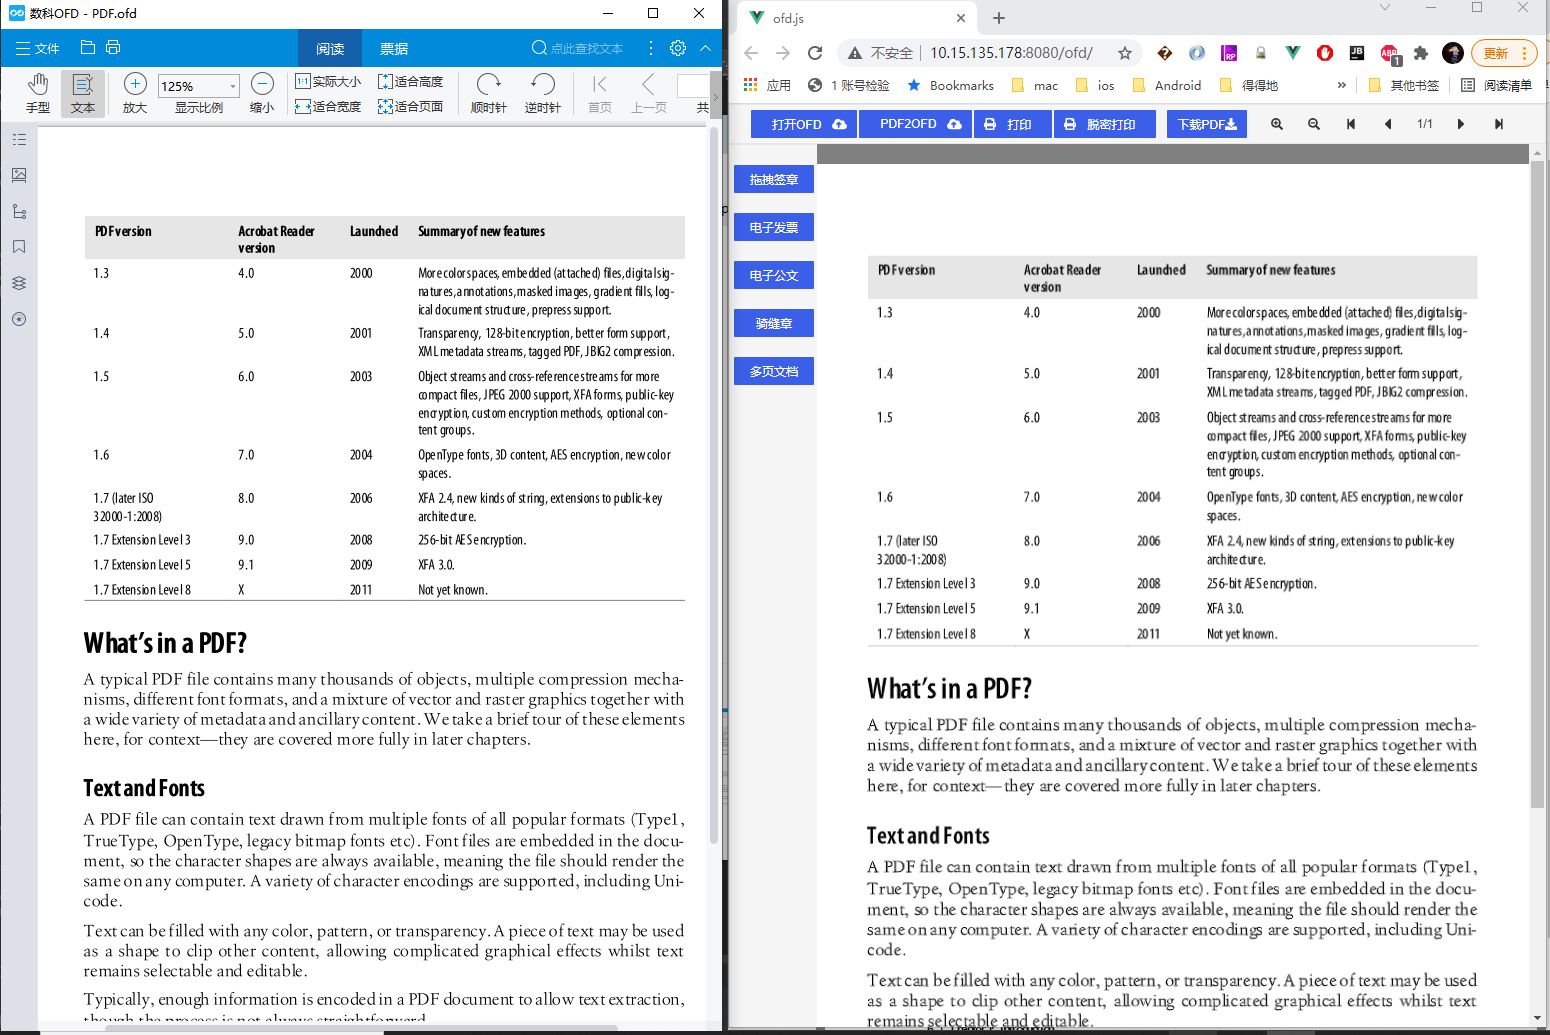 数科OFD - PDF.ofd
文件
阅读
票据
点此查找文本
手型
文本
放大
125%
显示比例
缩小
1:1 实际大小
适合宽度
适合高度
适合页面
顺时针
逆时针
首页
上一页
共
PDF version Acrobat Reader version Launched Summary of new features
1.3 4.0 2000 More color spaces, embedded (attached) files, digital sig-
natures, annotations, masked images, gradient fills, log-
ical document structure, prepress support.
1.4 5.0 2001 Transparency, 128-bit encryption, better form support,
XML metadata streams, tagged PDF, JBIG2 compression.
1.5 6.0 2003 Object streams and cross-reference streams for more
compact files, JPEG 2000 support, XFA forms, public-key
encryption, custom encryption methods, optional con-
tent groups.
1.6 7.0 2004 OpenType fonts, 3D content, AES encryption, new color
spaces.
1.7 (later ISO 32000-1:2008) 8.0 2006 XFA 2.4, new kinds of string, extensions to public-key
architecture.
1.7 Extension Level 3 9.0 2008 256-bit AES encryption.
1.7 Extension Level 5 9.1 2009 XFA 3.0.
1.7 Extension Level 8 X 2011 Not yet known.
What's in a PDF?
A typical PDF file contains many thousands of objects, multiple compression mecha-
nisms, different font formats, and a mixture of vector and raster graphics together with
a wide variety of metadata and ancillary content. We take a brief tour of these elements
here, for context—they are covered more fully in later chapters.
Text and Fonts
A PDF file can contain text drawn from multiple fonts of all popular formats (Type1,
TrueType, OpenType, legacy bitmap fonts etc). Font files are embedded in the docu-
ment, so the character shapes are always available, meaning the file should render the
same on any computer. A variety of character encodings are supported, including Uni-
code.
Text can be filled with any color, pattern, or transparency. A piece of text may be used
as a shape to clip other content, allowing complicated graphical effects whilst text
remains selectable and editable.
Typically, enough information is encoded in a PDF document to allow text extraction,
though the process is not always straightforward.
ofd.js
不安全 | 10.15.135.178:8080/ofd/
RP
JB
ABP
1
更新
应用
1 账号检验
Bookmarks
mac
ios
Android
得得地
»
其他书签
阅读清单
打开OFD
PDF2OFD
打印
脱密打印
下载PDF
1/1
拖拽签章
电子发票
电子公文
骑缝章
多页文档
PDF version Acrobat Reader version Launched Summary of new features
1.3 4.0 2000 More color spaces, embedded (attached) files, digital sig-
natures, annotations, masked images, gradient fills, log-
ical document structure, prepress support.
1.4 5.0 2001 Transparency, 128-bit encryption, better form support,
XML metadata streams, tagged PDF, JBIG2 compression.
1.5 6.0 2003 Object streams and cross-reference streams for more
compact files, JPEG 2000 support, XFA forms, public-key
encryption, custom encryption methods, optional con-
tent groups.
1.6 7.0 2004 OpenType fonts, 3D content, AES encryption, new color
spaces.
1.7 (later ISO 32000-1:2008) 8.0 2006 XFA 2.4, new kinds of string, extensions to public-key
architecture.
1.7 Extension Level 3 9.0 2008 256-bit AES encryption.
1.7 Extension Level 5 9.1 2009 XFA 3.0.
1.7 Extension Level 8 X 2011 Not yet known.
What's in a PDF?
A typical PDF file contains many thousands of objects, multiple compression mecha-
nisms, different font formats, and a mixture of vector and raster graphics together with
a wide variety of metadata and ancillary content. We take a brief tour of these elements
here, for context—they are covered more fully in later chapters.
Text and Fonts
A PDF file can contain text drawn from multiple fonts of all popular formats (Type1,
TrueType, OpenType, legacy bitmap fonts etc). Font files are embedded in the docu-
ment, so the character shapes are always available, meaning the file should render the
same on any computer. A variety of character encodings are supported, including Uni-
code.
Text can be filled with any color, pattern, or transparency. A piece of text may be used
as a shape to clip other content, allowing complicated graphical effects whilst text
remains selectable and editable.